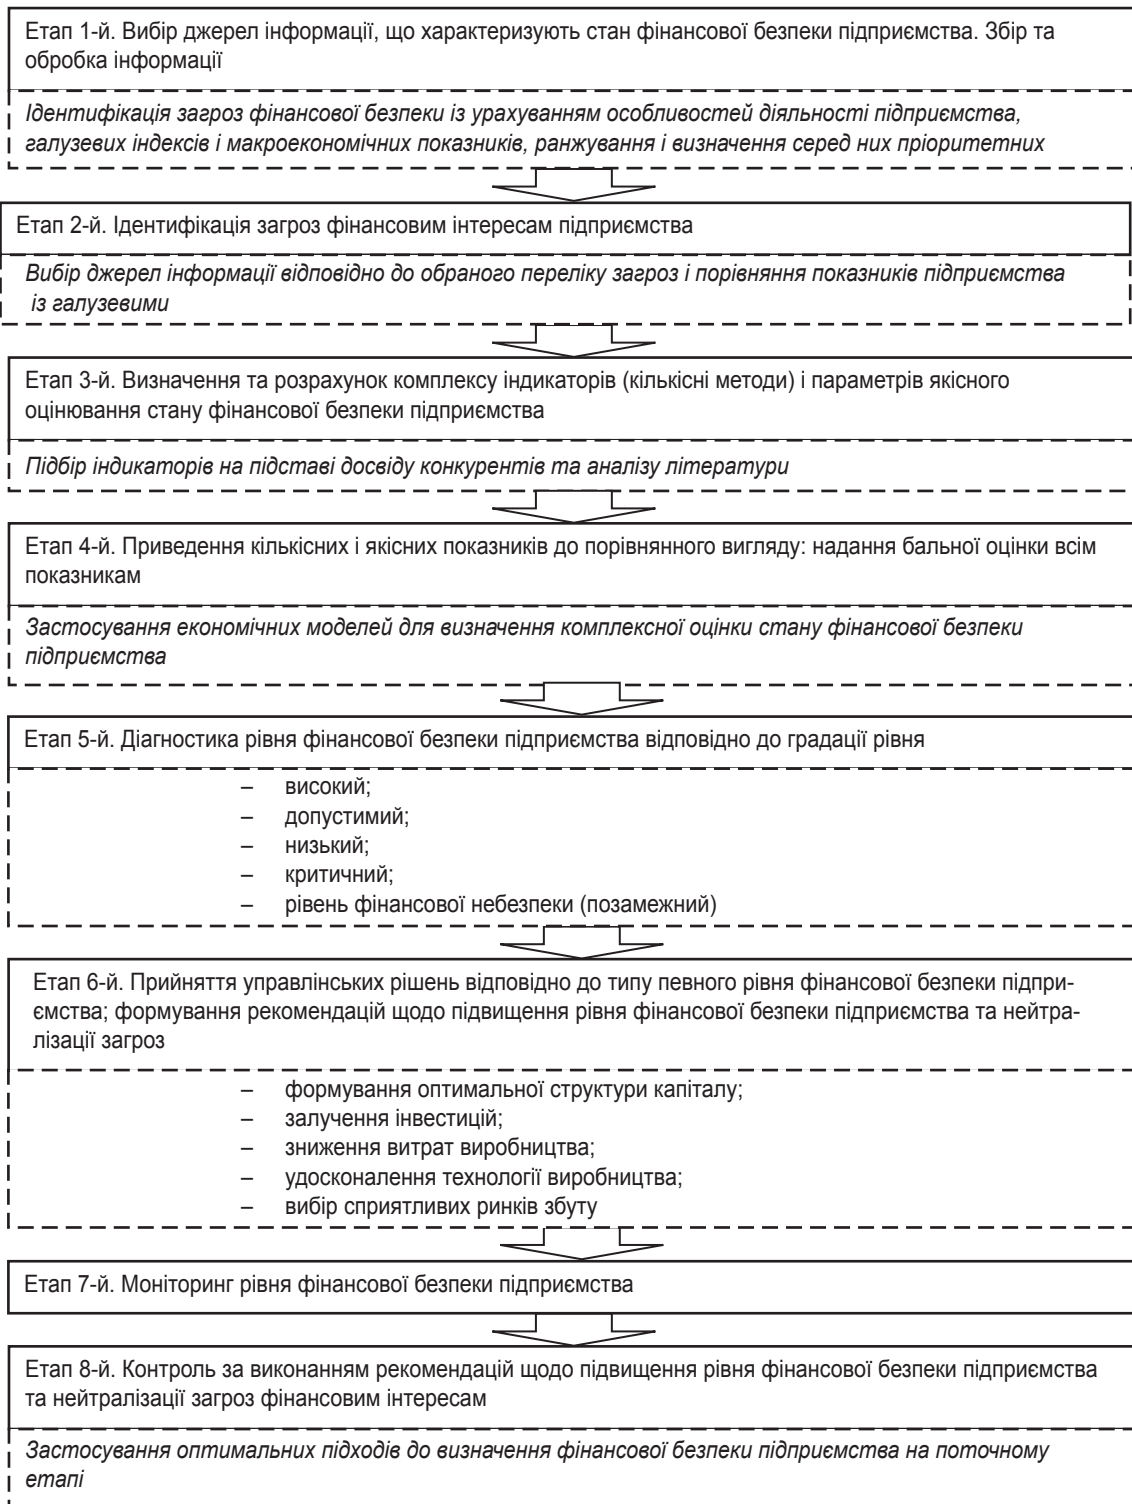 Етап 1-й. Вибір джерел інформації, що характеризують стан фінансової безпеки підприємства. Збір та
обробка інформації
Ідентифікація загроз фінансової безпеки із урахуванням особливостей діяльності підприємства,
галузевих індексів і макроекономічних показників, ранжування і визначення серед них пріоритетних
Етап 2-й. Ідентифікація загроз фінансовим інтересам підприємства
Вибір джерел інформації відповідно до обраного переліку загроз і порівняння показників підприємства
із галузевими
Етап 3-й. Визначення та розрахунок комплексу індикаторів (кількісні методи) і параметрів якісного
оцінювання стану фінансової безпеки підприємства
Підбір індикаторів на підставі досвіду конкурентів та аналізу літератури
Етап 4-й. Приведення кількісних і якісних показників до порівнянного вигляду: надання бальної оцінки всім
показникам
Застосування економічних моделей для визначення комплексної оцінки стану фінансової безпеки
підприємства
Етап 5-й. Діагностика рівня фінансової безпеки підприємства відповідно до градації рівня
– високий;
– допустимий;
– низький;
– критичний;
– рівень фінансової небезпеки (позамежний)
Етап 6-й. Прийняття управлінських рішень відповідно до типу певного рівня фінансової безпеки підпри-
ємства; формування рекомендацій щодо підвищення рівня фінансової безпеки підприємства та нейтра-
лізації загроз
– формування оптимальної структури капіталу;
– залучення інвестицій;
– зниження витрат виробництва;
– удосконалення технології виробництва;
– вибір сприятливих ринків збуту
Етап 7-й. Моніторинг рівня фінансової безпеки підприємства
Етап 8-й. Контроль за виконанням рекомендацій щодо підвищення рівня фінансової безпеки підприємства
та нейтралізації загроз фінансовим інтересам
Застосування оптимальних підходів до визначення фінансової безпеки підприємства на поточному
етапі